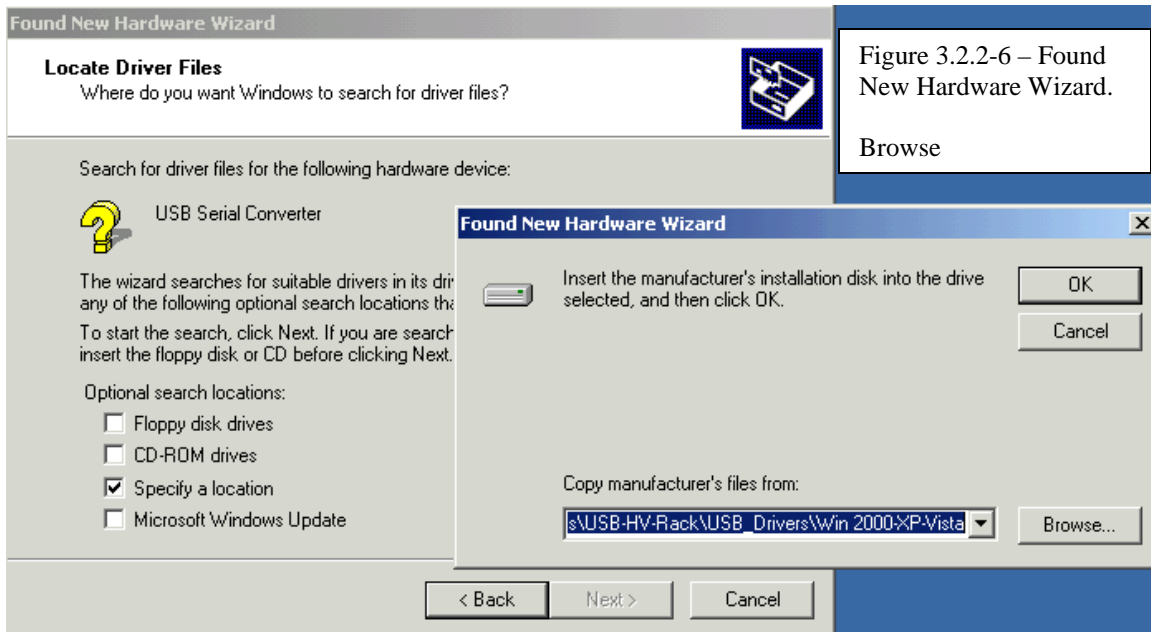 Found New Hardware Wizard
Locate Driver Files
Where do you want Windows to search for driver files?
Figure 3.2.2-6 – Found
New Hardware Wizard.
Browse
Search for driver files for the following hardware device:
USB Serial Converter
The wizard searches for suitable drivers in its
any of the following optional search locations
To start the search, click Next. If you are
insert the floppy disk or CD before clicking Next.
Optional search locations:
Floppy disk drives
CD-ROM drives
Specify a location
Microsoft Windows Update
< Back
Next >
Cancel
Found New Hardware Wizard
Insert the manufacturer's installation disk into the drive
selected, and then click OK.
OK
Cancel
Copy manufacturer's files from:
s\USB-HV-Rack\USB_Drivers\Win 2000-XP-Vista
Browse...